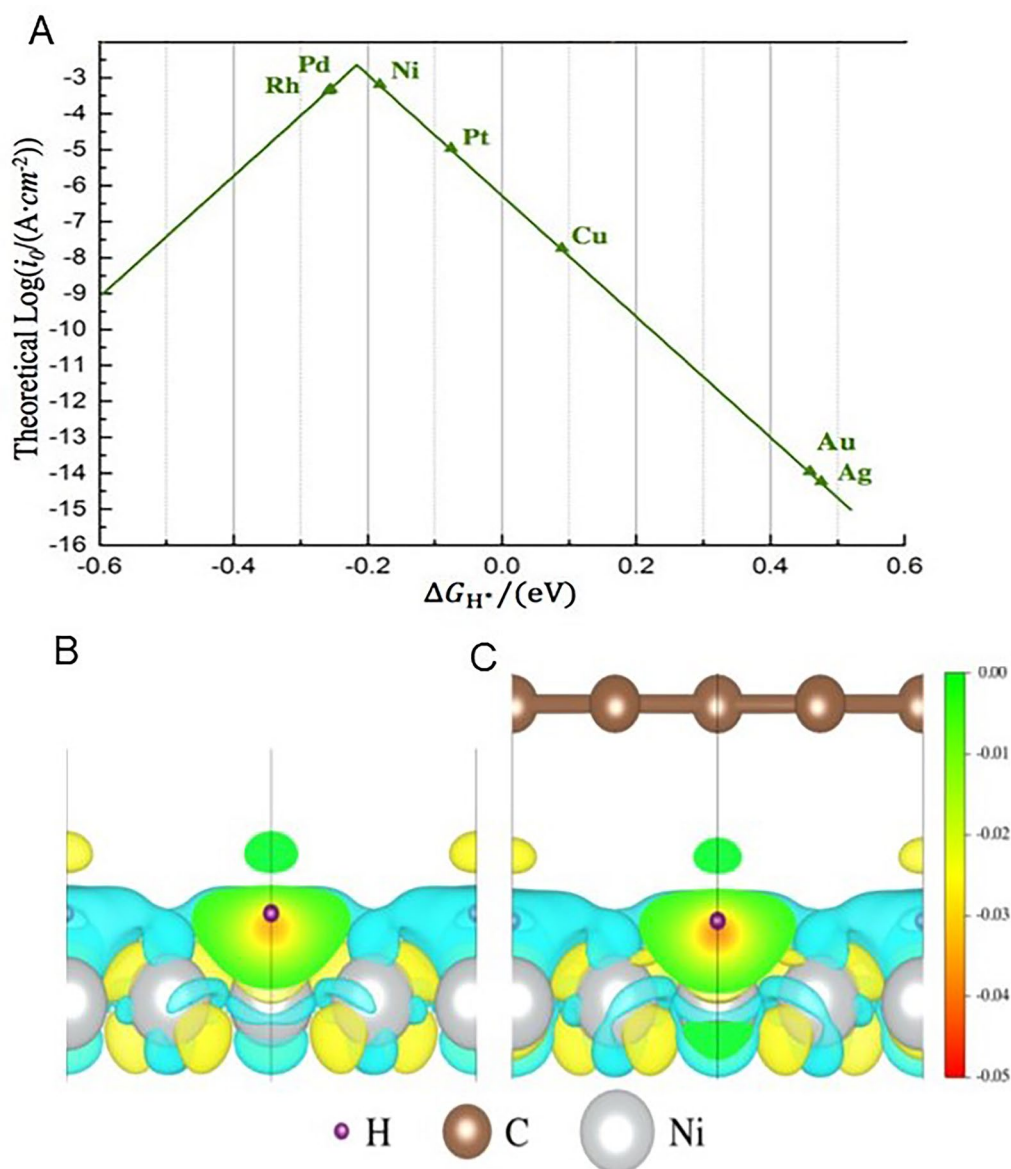 A
Theoretical Log(i0/(A·cm-2))
-3
-4
-5
-6
-7
-8
-9
-10
-11
-12
-13
-14
-15
-16
Pd
Rh
Ni
Pt
Cu
Au
Ag
-0.6 -0.4 -0.2 0.0 0.2 0.4 0.6
ΔGH*/(eV)
B
C
0.00
-0.01
-0.02
-0.03
-0.04
-0.05
H C Ni